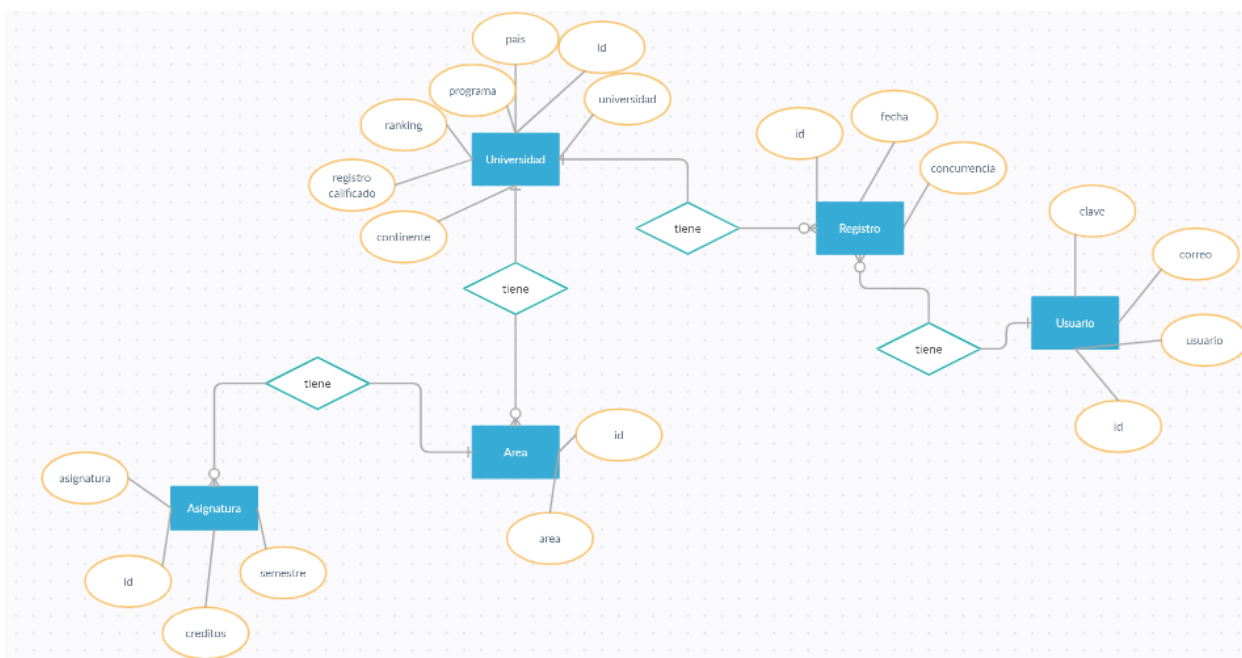 pais
id
programa
universidad
ranking
Universidad
registro
calificado
continente
tiene
id
fecha
concurrencia
Registro
clave
correo
Usuario
usuario
id
tiene
tiene
tiene
Area
id
area
asignatura
Asignatura
id
semestre
creditos